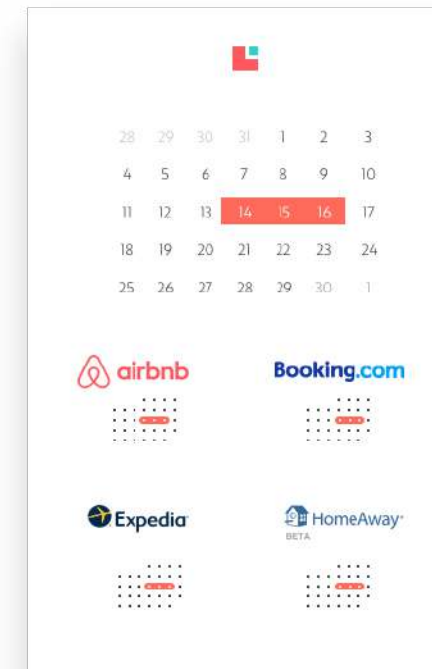 28 29 30 31 1 2 3
4 5 6 7 8 9 10
11 12 13 14 15 16 17
18 19 20 21 22 23 24
25 26 27 28 29 30 1
airbnb Booking.com
Expedia HomeAway
BETA